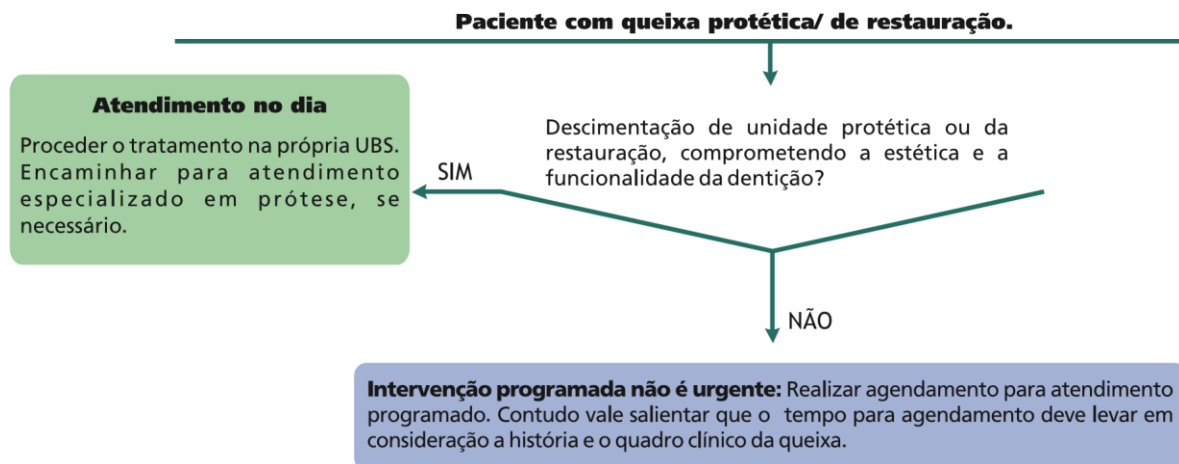 Paciente com queixa protética/ de restauração.
Atendimento no dia
Proceder o tratamento na própria UBS.
Encaminhar para atendimento
especializado em prótese, se
necessário.
Descimentação de unidade protética ou da
restauração, comprometendo a estética e a
funcionalidade da dentição?
SIM
NÃO
Intervenção programada não é urgente: Realizar agendamento para atendimento
programado. Contudo vale salientar que o tempo para agendamento deve levar em
consideração a história e o quadro clínico da queixa.